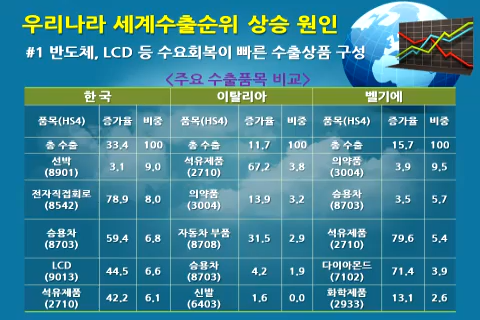 우리나라 세계수출순위 상승 원인
#1 반도체, LCD 등 수요회복이 빠른 수출상품 구성
<주요 수출품목 비교>
한 국 이탈리아 벨기에
품목(HS4) 증가율 비중 품목(HS4) 증가율 비중 품목(HS4) 증가율 비중
총 수출 33,4 100 총 수출 11,7 100 총 수출 15,7 100
선박 석유제품 의약품
(8901) 3,1 9,0 (2710) 67,2 3,8 (3004) 3,9 9,5
전자직접회로 의약품 승용차
(8542) 78,9 8,0 (3004) 13,9 3,2 (8703) 3,5 5,7
승용차 자동차 부품 석유제품
(8703) 59,4 6,8 (8708) 31,5 2,9 (2710) 79,6 5,4
LCD 승용차 다이아몬드
(9013) 44,5 6,6 (8703) 4,2 1,9 (7102) 71,4 3,9
석유제품 신발 화학제품
(2710) 42,2 6,1 (6403) 1,6 0,0 (2933) 13,1 2,6